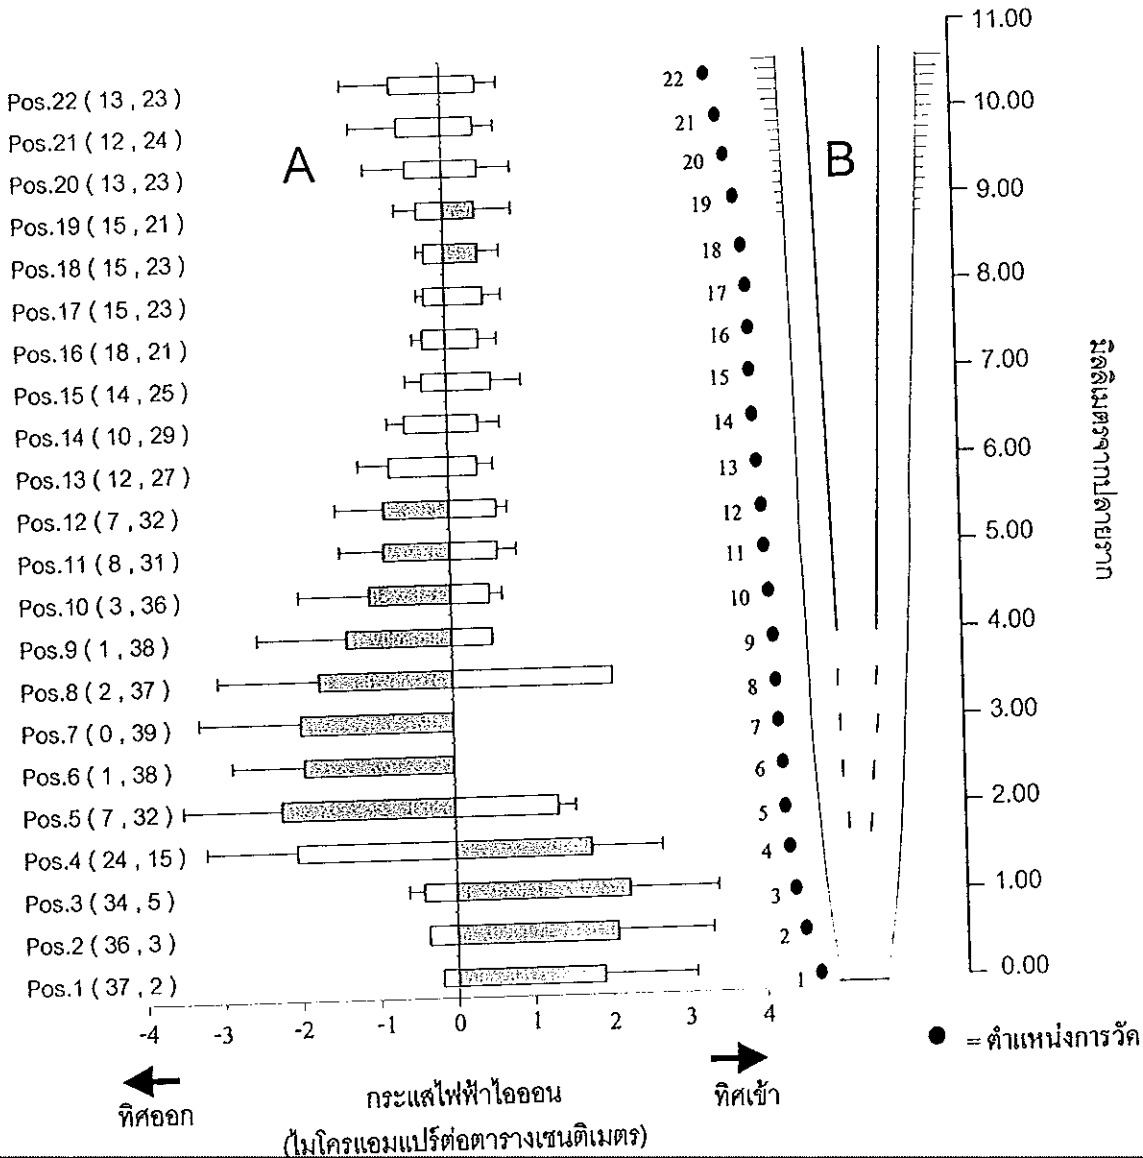 11.00
Pos.22 ( 13 , 23 )
22
10.00
Pos.21 ( 12 , 24 )
21
A
B
Pos.20 ( 13 , 23 )
20
9.00
Pos.19 ( 15 , 21 )
19
Pos.18 ( 15 , 23 )
18
8.00
Pos.17 ( 15 , 23 )
17
Pos.16 ( 18 , 21 )
16
7.00
Pos.15 ( 14 , 25 )
15
Pos.14 ( 10 , 29 )
14
6.00
Pos.13 ( 12 , 27 )
13
Pos.12 ( 7 , 32 )
12
5.00
Pos.11 ( 8 , 31 )
11
Pos.10 ( 3 , 36 )
10
4.00
Pos.9 ( 1 , 38 )
9
Pos.8 ( 2 , 37 )
8
3.00
Pos.7 ( 0 , 39 )
7
Pos.6 ( 1 , 38 )
6
2.00
Pos.5 ( 7 , 32 )
5
Pos.4 ( 24 , 15 )
4
1.00
Pos.3 ( 34 , 5 )
3
Pos.2 ( 36 , 3 )
2
0.00
Pos.1 ( 37 , 2 )
1
มิลลิเมตรจากปลายราก
-4 -3 -2 -1 0 1 2 3 4
= ตำแหน่งการวัด
ทิศออก
กระแสไฟฟ้าไอออน
ทิศเข้า
(ไมโครแอมแปร์ต่อตารางเซนติเมตร)